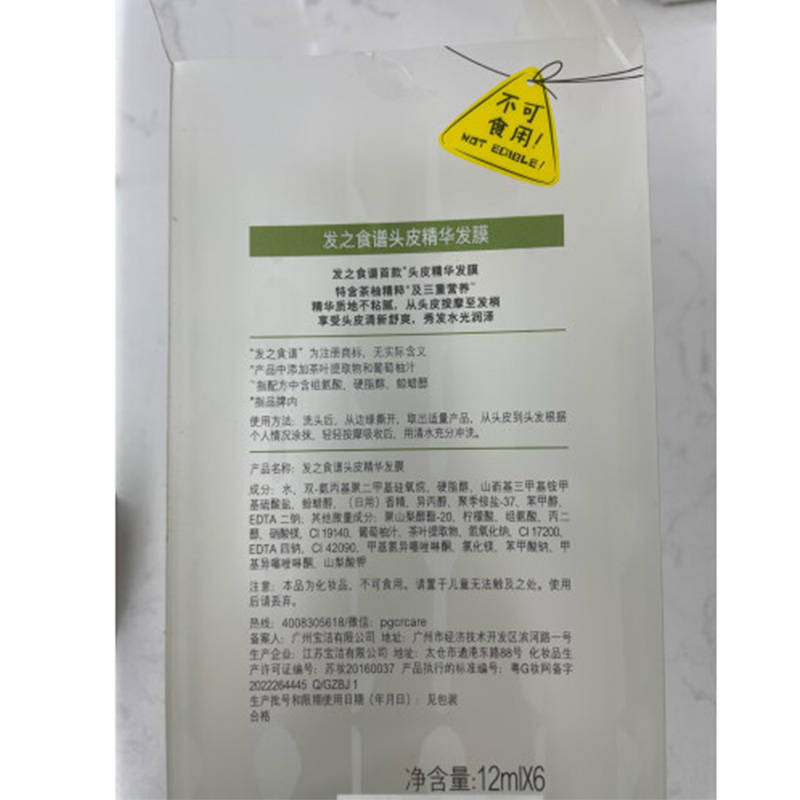 不可
食用!
NOT EDIBLE!
发之食谱头皮精华发膜
发之食谱首款*头皮精华发膜
特含茶柚精粹"及三重营养~
精华质地不粘腻，从头皮按摩至发梢
享受头皮清新舒爽，秀发水光润泽
"发之食谱"为注册商标，无实际含义
"产品中添加茶叶提取物和葡萄柚汁
~指配方中含组氨酸、硬脂醇、鲸蜡醇
*指品牌内
使用方法：洗头后，从边缘撕开，取出适量产品，从头皮到头发根据
个人情况涂抹，轻轻按摩吸收后，用清水充分冲洗。
产品名称：发之食谱头皮精华发膜
成分：水、双-氨丙基聚二甲基硅氧烷、硬脂醇、山嵛基三甲基铵甲
基硫酸盐、鲸蜡醇、（日用）香精、异丙醇、聚季铵盐-37、苯甲醇、
EDTA 二钠；其他微量成分：聚山梨醇酯-20、柠檬酸、组氨酸、丙二
醇、硝酸镁、CI 19140、葡萄柚汁、茶叶提取物、氢氧化钠、CI 17200、
EDTA 四钠、CI 42090、甲基氯异噻唑啉酮、氯化镁、苯甲酸钠、甲
基异噻唑啉酮、山梨酸钾
注意：本品为化妆品，不可食用。请置于儿童无法触及之处。使用
后请丢弃。
热线：4008305618/微信：pgcrcare
备案人：广州宝洁有限公司 地址：广州市经济技术开发区滨河路一号
生产企业：江苏宝洁有限公司 地址：太仓市通港东路88号 化妆品生
产许可证编号：苏妆20160037 产品执行的标准编号：粤G妆网备字
2022264445 Q/GZBJ 1
生产批号和限期使用日期（年月日）：见包装
合格
净含量:12mlX6